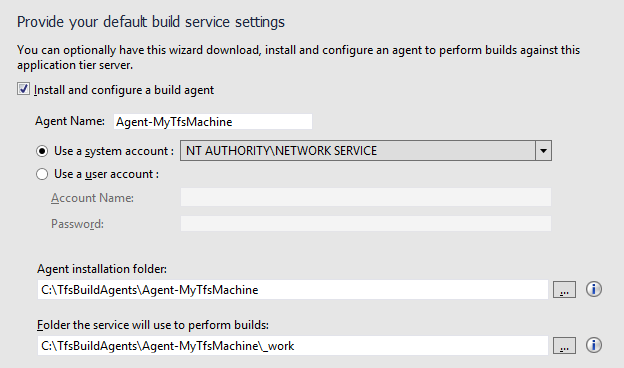 Provide your default build service settings
You can optionally have this wizard download, install and configure an agent to perform builds against this
application tier server.
Install and configure a build agent
Agent Name: Agent-MyTfsMachine
Use a system account : NT AUTHORITY\NETWORK SERVICE
Use a user account :
Account Name:
Password:
Agent installation folder:
C:\TfsBuildAgents\Agent-MyTfsMachine ...
Folder the service will use to perform builds:
C:\TfsBuildAgents\Agent-MyTfsMachine\_work ...